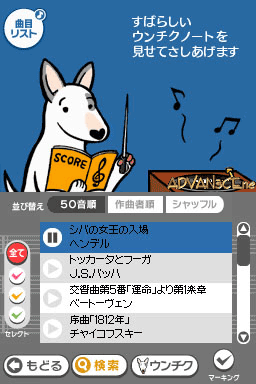 曲目
リスト
すばらしい
ウンチクノートを
見せてさしあげます
SCORE
ADVANSCEne
並び替え
50音順
作曲者順
シャッフル
全て
セレクト
シバの女王の入場
ヘンデル
トッカータとフーガ
J.S.バッハ
交響曲第5番「運命」より第1楽章
ベートーヴェン
序曲「1812年」
チャイコフスキー
もどる
検索
ウンチク
マーキング